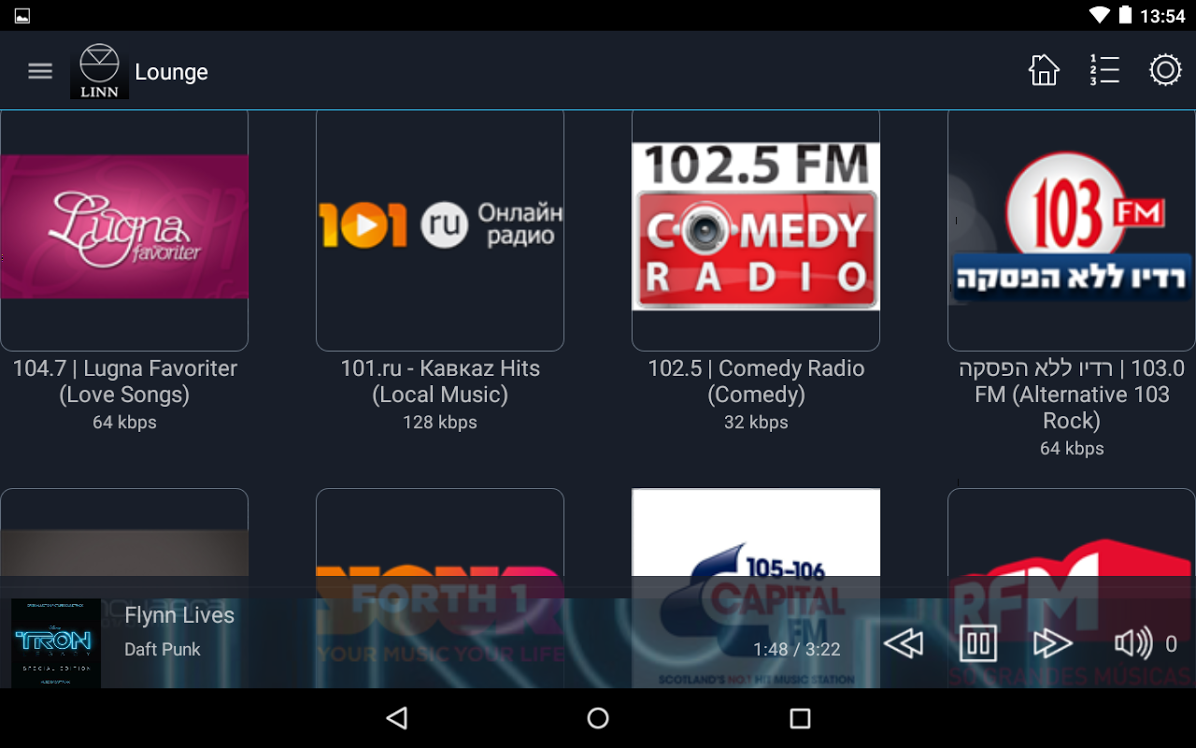 13:54
LINN
Lounge
1
2
3
Lugna
favoriter
101 ru Онлайн
радио
102.5 FM
COMEDY
RADIO
103 FM
רדיו ללא הפסקה
104.7 | Lugna Favoriter
(Love Songs)
64 kbps
101.ru - Кавкаz Hits
(Local Music)
128 kbps
102.5 | Comedy Radio
(Comedy)
32 kbps
רדיו ללא הפסקה | 103.0
FM (Alternative 103
Rock)
64 kbps
FORTH 1
YOUR MUSIC YOUR LIFE
105-106
CAPITAL
FM
SCOTLAND'S NO.1 HIT MUSIC STATION
RFM
SÓ GRANDES MÚSICAS
TRON
SPECIAL EDITION
Flynn Lives
Daft Punk
1:48 / 3:22
0